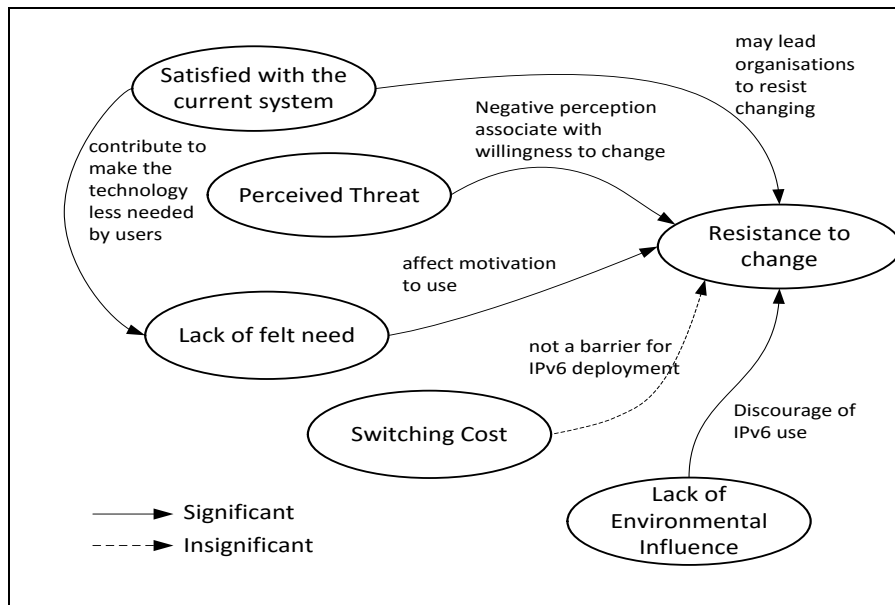 Satisfied with the
current system
may lead
organisations
to resist
changing
Negative perception
associate with
willingness to change
contribute to
make the
technology
less needed
by users
Perceived Threat
Resistance to
change
affect motivation
to use
Lack of felt need
not a barrier for
IPv6 deployment
Switching Cost
Discourage of
IPv6 use
Lack of
Environmental
Influence
Significant
Insignificant